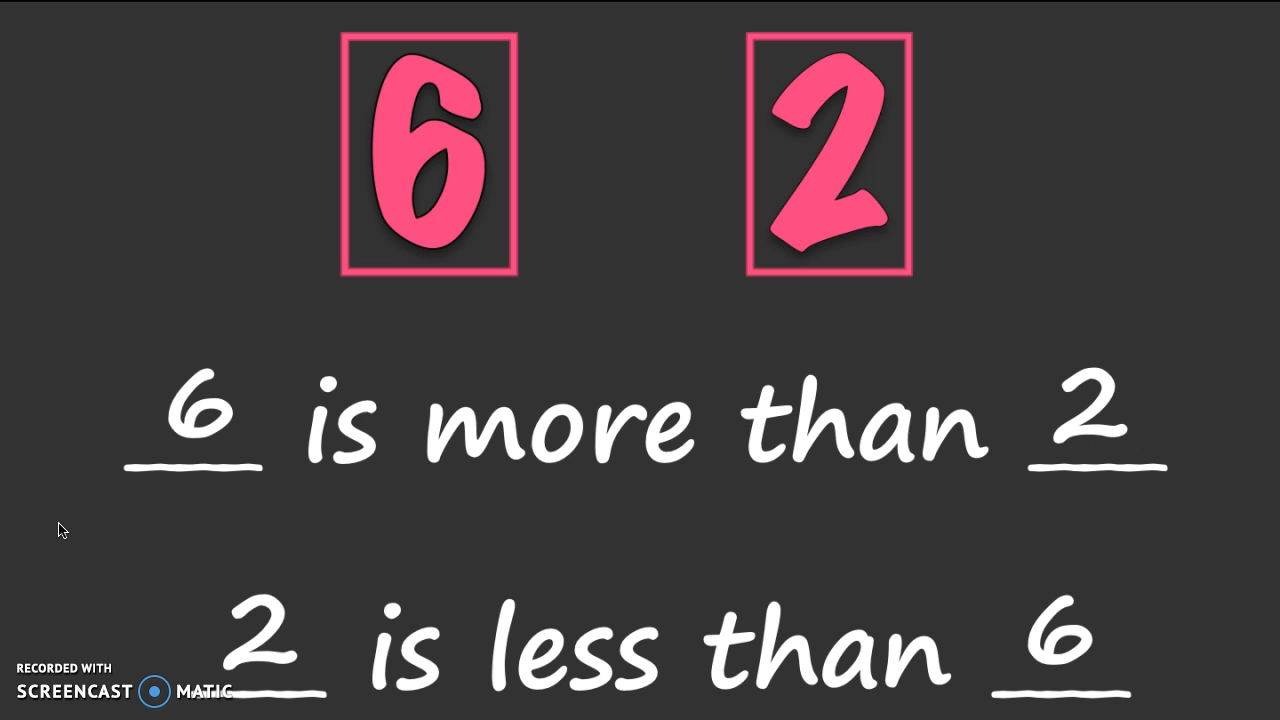 6 2
6 is more than 2
2 is less than 6
RECORDED WITH
SCREENCAST MATIC